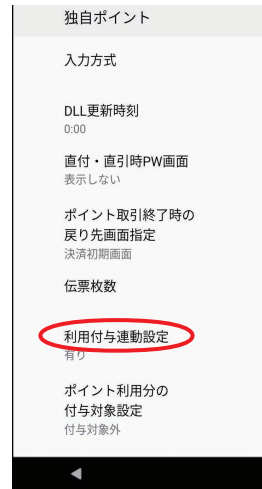 独自ポイント
入力方式
DLL更新時刻
0:00
直付・直引時PW画面
表示しない
ポイント取引終了時の
戻り先画面指定
決済初期画面
伝票枚数
利用付与連動設定
有り
ポイント利用分の
付与対象設定
付与対象外